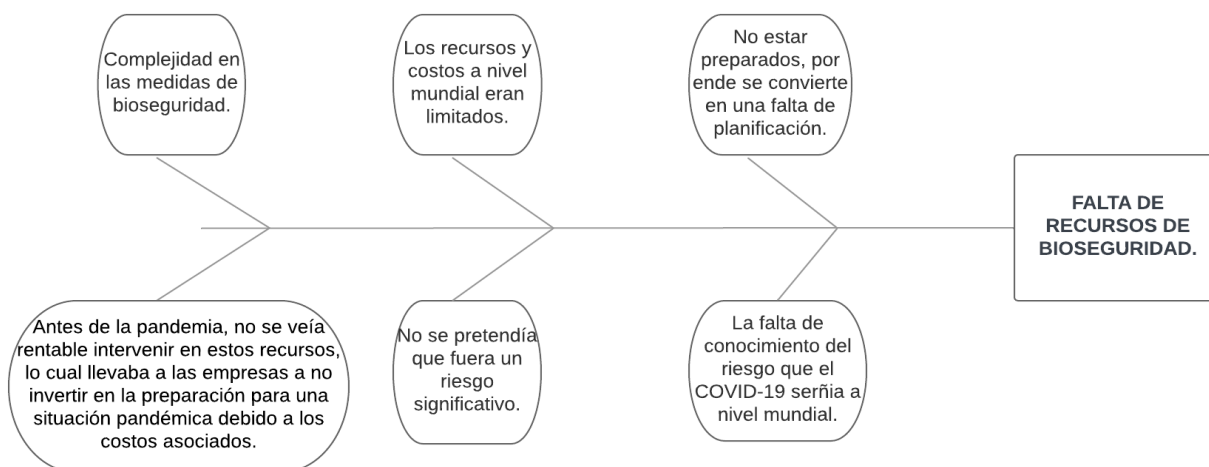 Complejidad en
las medidas de
bioseguridad.
Los recursos y
costos a nivel
mundial eran
limitados.
No estar
preparados, por
ende se convierte
en una falta de
planificación.
FALTA DE
RECURSOS DE
BIOSEGURIDAD.
Antes de la pandemia, no se veía
rentable intervenir en estos recursos,
lo cual llevaba a las empresas a no
invertir en la preparación para una
situación pandémica debido a los
costos asociados.
No se pretendía
que fuera un
riesgo
significativo.
La falta de
conocimiento del
riesgo que el
COVID-19 serñia a
nivel mundial.